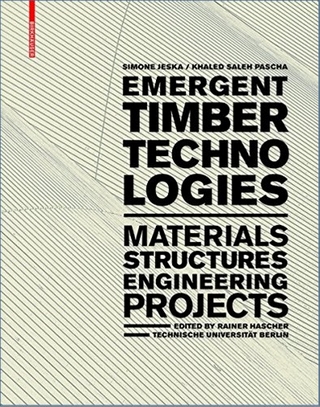 BIRKHÄUSER
SIMONE JESKA / KHALED SALEH PASCHA
EMERGENT
TIMBER
TECHNO
LOGIES
MATERIALS
STRUCTURES
ENGINEERING
PROJECTS
EDITED BY RAINER HASCHER
TECHNISCHE UNIVERSITÄT BERLIN